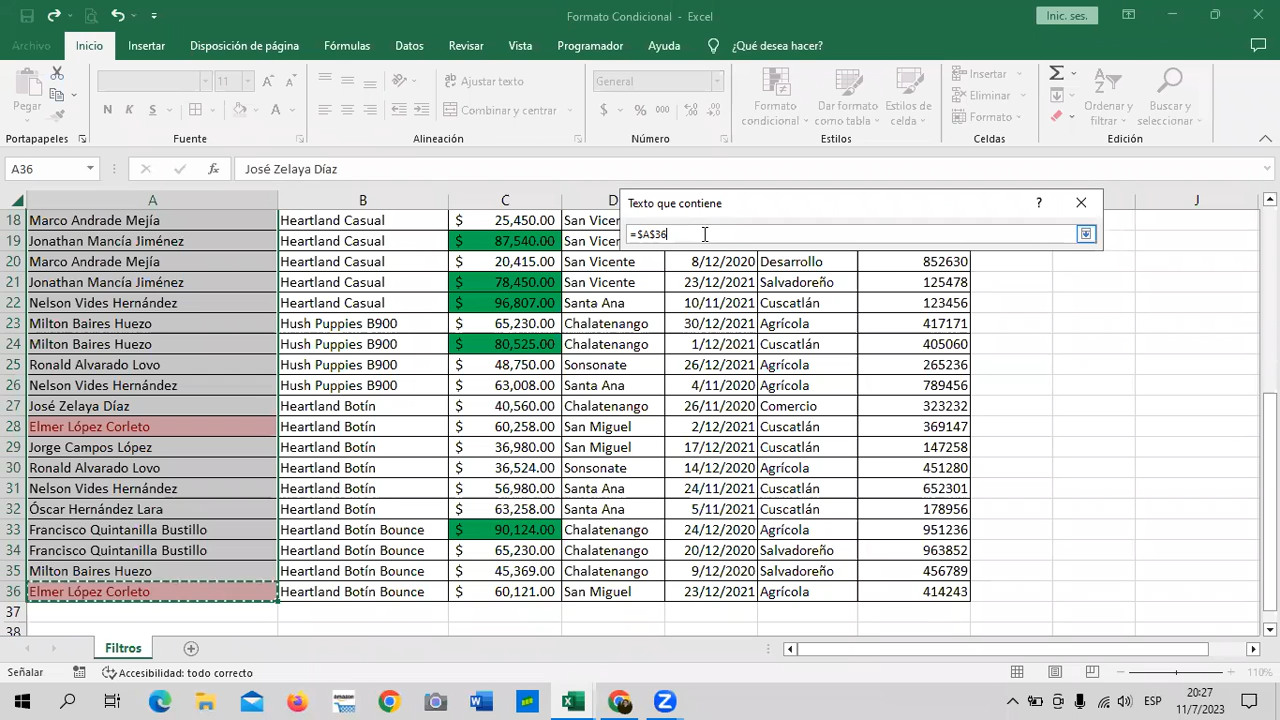 Formato Condicional - Excel
Inic. ses.
Archivo Inicio Insertar Disposición de página Fórmulas Datos Revisar Vista Programador Ayuda ¿Qué desea hacer?
Pegar
N K S
11
A A
Ajustar texto
Combinar y centrar
General
$ % 000
Formato condicional
Dar formato como tabla
Estilos de celda
Insertar
Eliminar
Formato
Ordenar y filtrar
Buscar y seleccionar
Portapapeles Fuente Alineación Número Estilos Celdas Edición
A36 fx José Zelaya Díaz
A B C D J
Texto que contiene ?
=$A$36
18 Marco Andrade Mejía Heartland Casual $ 25,450.00 San Vicente
19 Jonathan Mancía Jiménez Heartland Casual $ 87,540.00 San Vicer
20 Marco Andrade Mejía Heartland Casual $ 20,415.00 San Vicente 8/12/2020 Desarrollo 852630
21 Jonathan Mancía Jiménez Heartland Casual $ 78,450.00 San Vicente 23/12/2021 Salvadoreño 125478
22 Nelson Vides Hernández Heartland Casual $ 96,807.00 Santa Ana 10/11/2021 Cuscatlán 123456
23 Milton Baires Huezo Hush Puppies B900 $ 65,230.00 Chalatenango 30/12/2021 Agrícola 417171
24 Milton Baires Huezo Hush Puppies B900 $ 80,525.00 Chalatenango 1/12/2021 Cuscatlán 405060
25 Ronald Alvarado Lovo Hush Puppies B900 $ 48,750.00 Sonsonate 26/12/2021 Agrícola 265236
26 Nelson Vides Hernández Hush Puppies B900 $ 63,008.00 Santa Ana 4/11/2020 Agrícola 789456
27 José Zelaya Díaz Heartland Botín $ 40,560.00 Chalatenango 26/11/2020 Comercio 323232
28 Elmer López Corleto Heartland Botín $ 60,258.00 San Miguel 2/12/2021 Cuscatlán 369147
29 Jorge Campos López Heartland Botín $ 36,980.00 San Miguel 17/12/2021 Cuscatlán 147258
30 Ronald Alvarado Lovo Heartland Botín $ 36,524.00 Sonsonate 14/12/2020 Agrícola 451280
31 Nelson Vides Hernández Heartland Botín $ 56,980.00 Santa Ana 24/11/2021 Cuscatlán 652301
32 Óscar Hernández Lara Heartland Botín $ 63,258.00 Santa Ana 5/11/2021 Cuscatlán 178956
33 Francisco Quintanilla Bustillo Heartland Botín Bounce $ 90,124.00 Chalatenango 24/12/2020 Agrícola 951236
34 Francisco Quintanilla Bustillo Heartland Botín Bounce $ 65,230.00 Chalatenango 20/12/2020 Salvadoreño 963852
35 Milton Baires Huezo Heartland Botín Bounce $ 45,369.00 Chalatenango 9/12/2020 Salvadoreño 456789
36 Elmer López Corleto Heartland Botín Bounce $ 60,121.00 San Miguel 23/12/2021 Agrícola 414243
37
38
Filtros
Señalar Accesibilidad: todo correcto 110%
ESP 20:27
11/7/2023